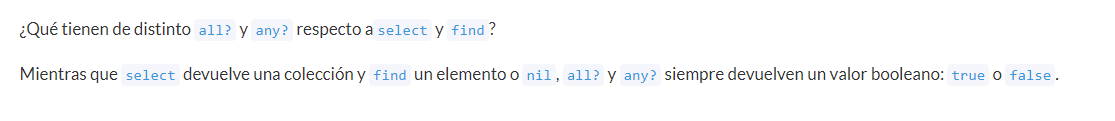 ¿Qué tienen de distinto all? y any? respecto a select y find?
Mientras que select devuelve una colección y find un elemento o nil, all? y any? siempre devuelven un valor booleano: true o false.